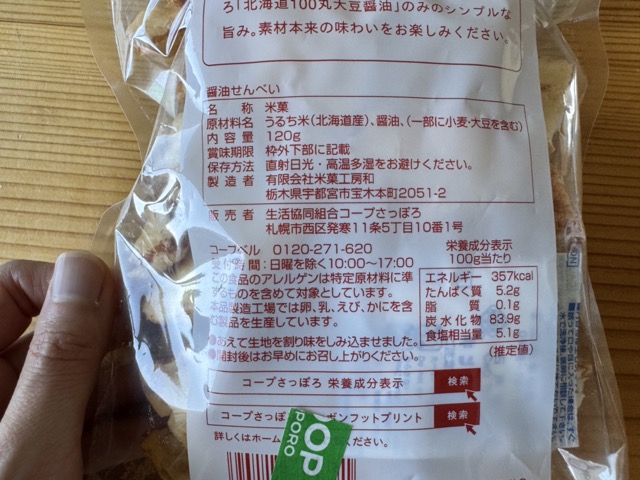 ろ「北海道100丸大豆醤油」のみのシンプルな
旨み。素材本来の味わいをお楽しみください。
醤油せんべい
名称 米菓
原材料名 うるち米(北海道産)、醤油、(一部に小麦・大豆を含む)
内容量 120g
賞味期限 枠外下部に記載
保存方法 直射日光・高温多湿をお避けください。
製造者 有限会社米菓工房和
栃木県宇都宮市宝木本町2051-2
販売者 生活協同組合コープさっぽろ
札幌市西区発寒11条5丁目10番1号
コープベル 0120-271-620
受付時間:日曜を除く10:00〜17:00
この食品のアレルゲンは特定原材料に準
ずるものを含めて対象としています。
本品製造工場では卵、乳、えび、かにを含
む製品を生産しています。
●あえて生地を割り味をしみ込ませました。
●開封後はお早めにお召し上がりください。
栄養成分表示
100g当たり
エネルギー 357kcal
たんぱく質 5.2g
脂質 0.1g
炭水化物 83.9g
食塩相当量 5.1g
(推定値)
コープさっぽろ 栄養成分表示 検索
コープさっぽ ボンフットプリント 検索
詳しくはホーム ください。
OP
PORO